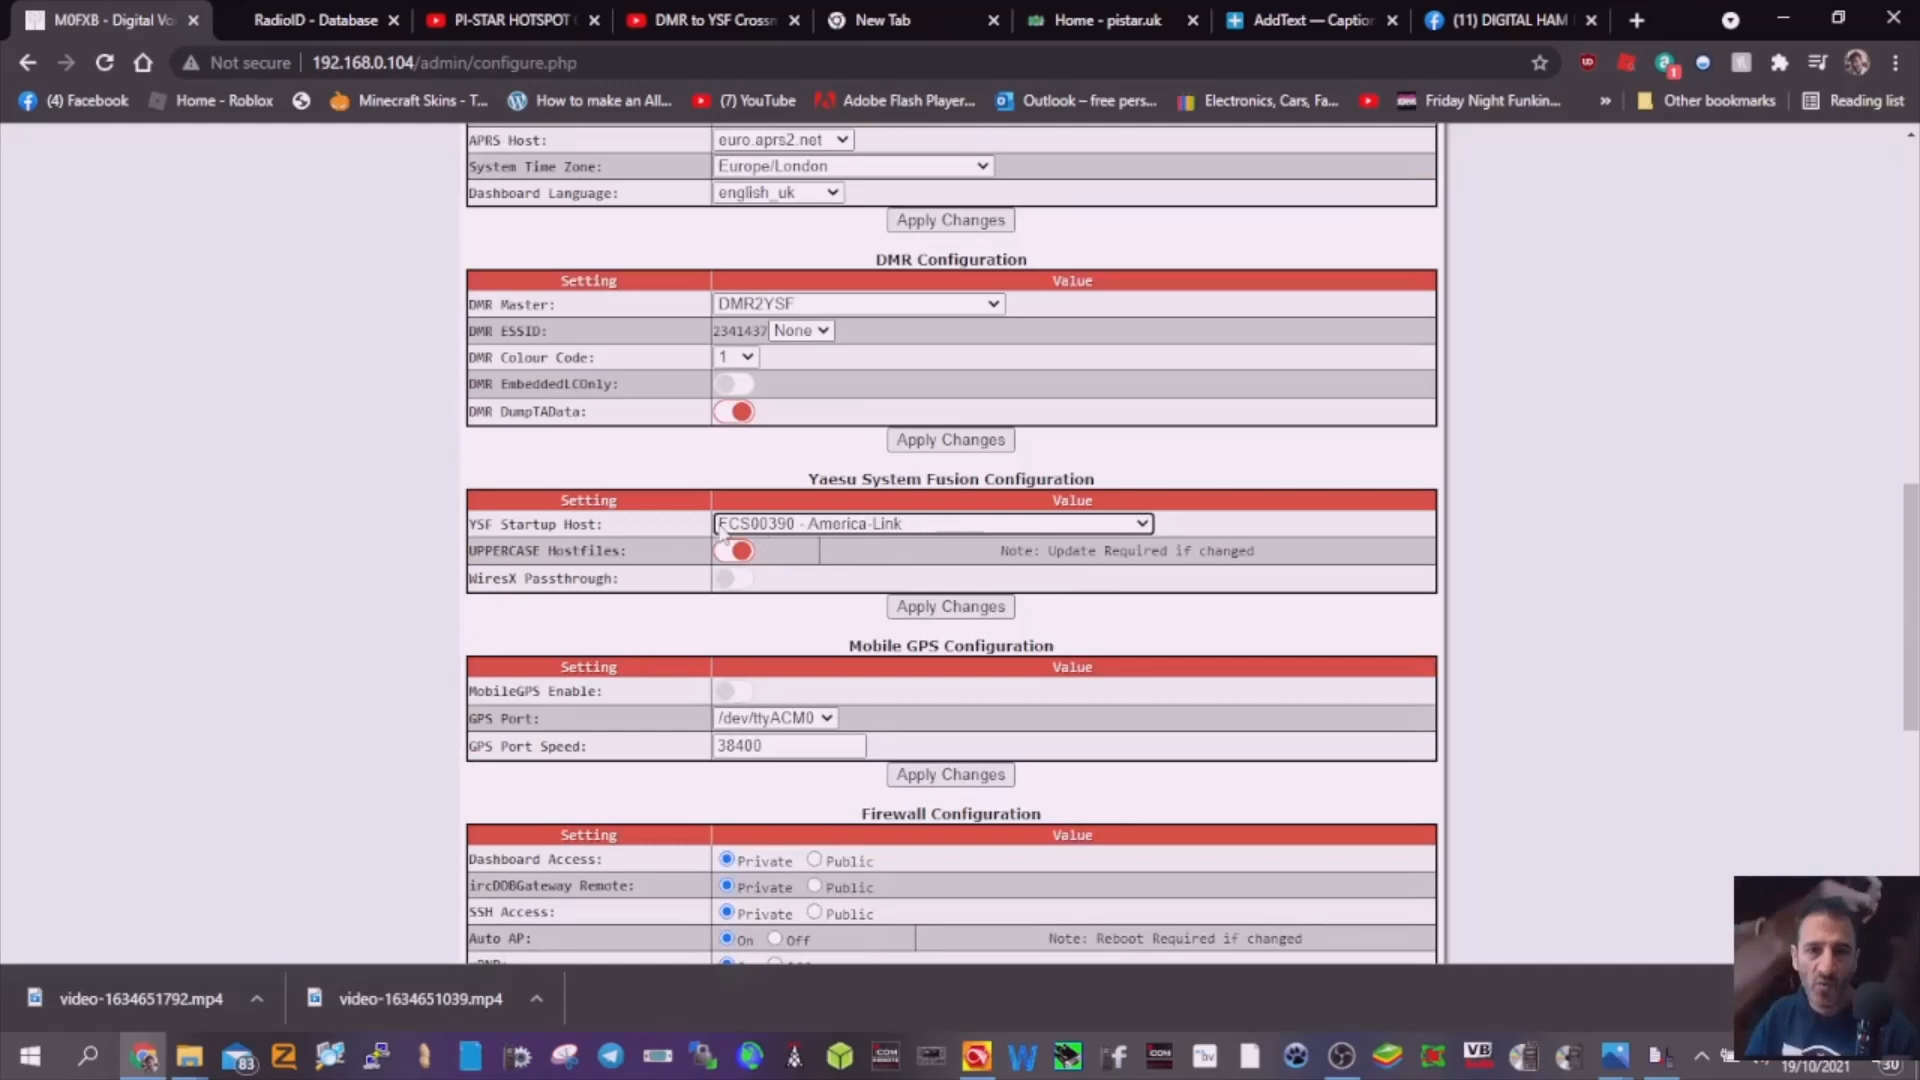 M0FXB - Digital Vo
RadioID - Database
PI-STAR HOTSPOT
DMR to YSF Crossm
New Tab
Home - pistar.uk
AddText — Captio
(11) DIGITAL HAM
Not secure
192.168.0.104/admin/configure.php
(4) Facebook
Home - Roblox
Minecraft Skins - T...
How to make an All...
(7) YouTube
Adobe Flash Player...
Outlook – free pers...
Electronics, Cars, Fa...
Friday Night Funkin...
»
Other bookmarks
Reading list
APRS Host: euro.aprs2.net
System Time Zone: Europe/London
Dashboard Language: english_uk
Apply Changes
DMR Configuration
Setting Value
DMR Master: DMR2YSF
DMR ESSID: 2341437 None
DMR Colour Code: 1
DMR EmbeddedLCOnly:
DMR DumpTAData:
Apply Changes
Yaesu System Fusion Configuration
Setting Value
YSF Startup Host: FCS00390 - America-Link
UPPERCASE Hostfiles: Note: Update Required if changed
WiresX Passthrough:
Apply Changes
Mobile GPS Configuration
Setting Value
MobileGPS Enable:
GPS Port: /dev/ttyACM0
GPS Port Speed: 38400
Apply Changes
Firewall Configuration
Setting Value
Dashboard Access: Private Public
ircDDBGateway Remote: Private Public
SSH Access: Private Public
Auto AP: On Off Note: Reboot Required if changed
video-1634651792.mp4
video-1634651039.mp4
83
19/10/2021
30